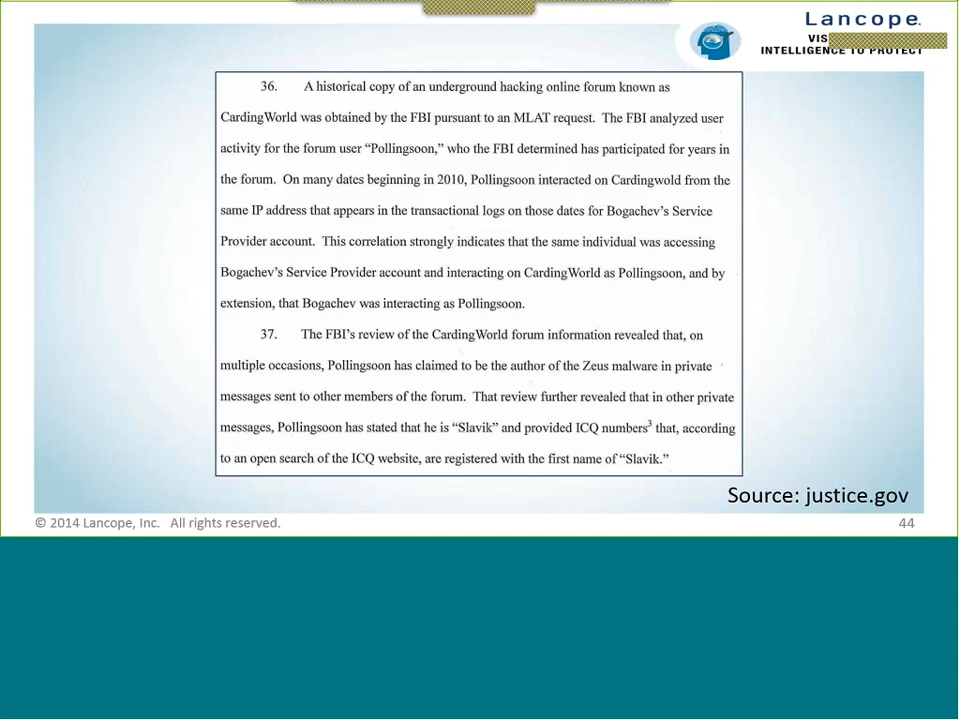 Lancope.
VIS
INTELLIGENCE TO PROTECT
36. A historical copy of an underground hacking online forum known as
CardingWorld was obtained by the FBI pursuant to an MLAT request. The FBI analyzed user
activity for the forum user “Pollingsoon,” who the FBI determined has participated for years in
the forum. On many dates beginning in 2010, Pollingsoon interacted on Cardingwold from the
same IP address that appears in the transactional logs on those dates for Bogachev’s Service
Provider account. This correlation strongly indicates that the same individual was accessing
Bogachev’s Service Provider account and interacting on CardingWorld as Pollingsoon, and by
extension, that Bogachev was interacting as Pollingsoon.
37. The FBI’s review of the CardingWorld forum information revealed that, on
multiple occasions, Pollingsoon has claimed to be the author of the Zeus malware in private
messages sent to other members of the forum. That review further revealed that in other private
messages, Pollingsoon has stated that he is “Slavik” and provided ICQ numbers³ that, according
to an open search of the ICQ website, are registered with the first name of “Slavik.”
Source: justice.gov
© 2014 Lancope, Inc. All rights reserved.
44